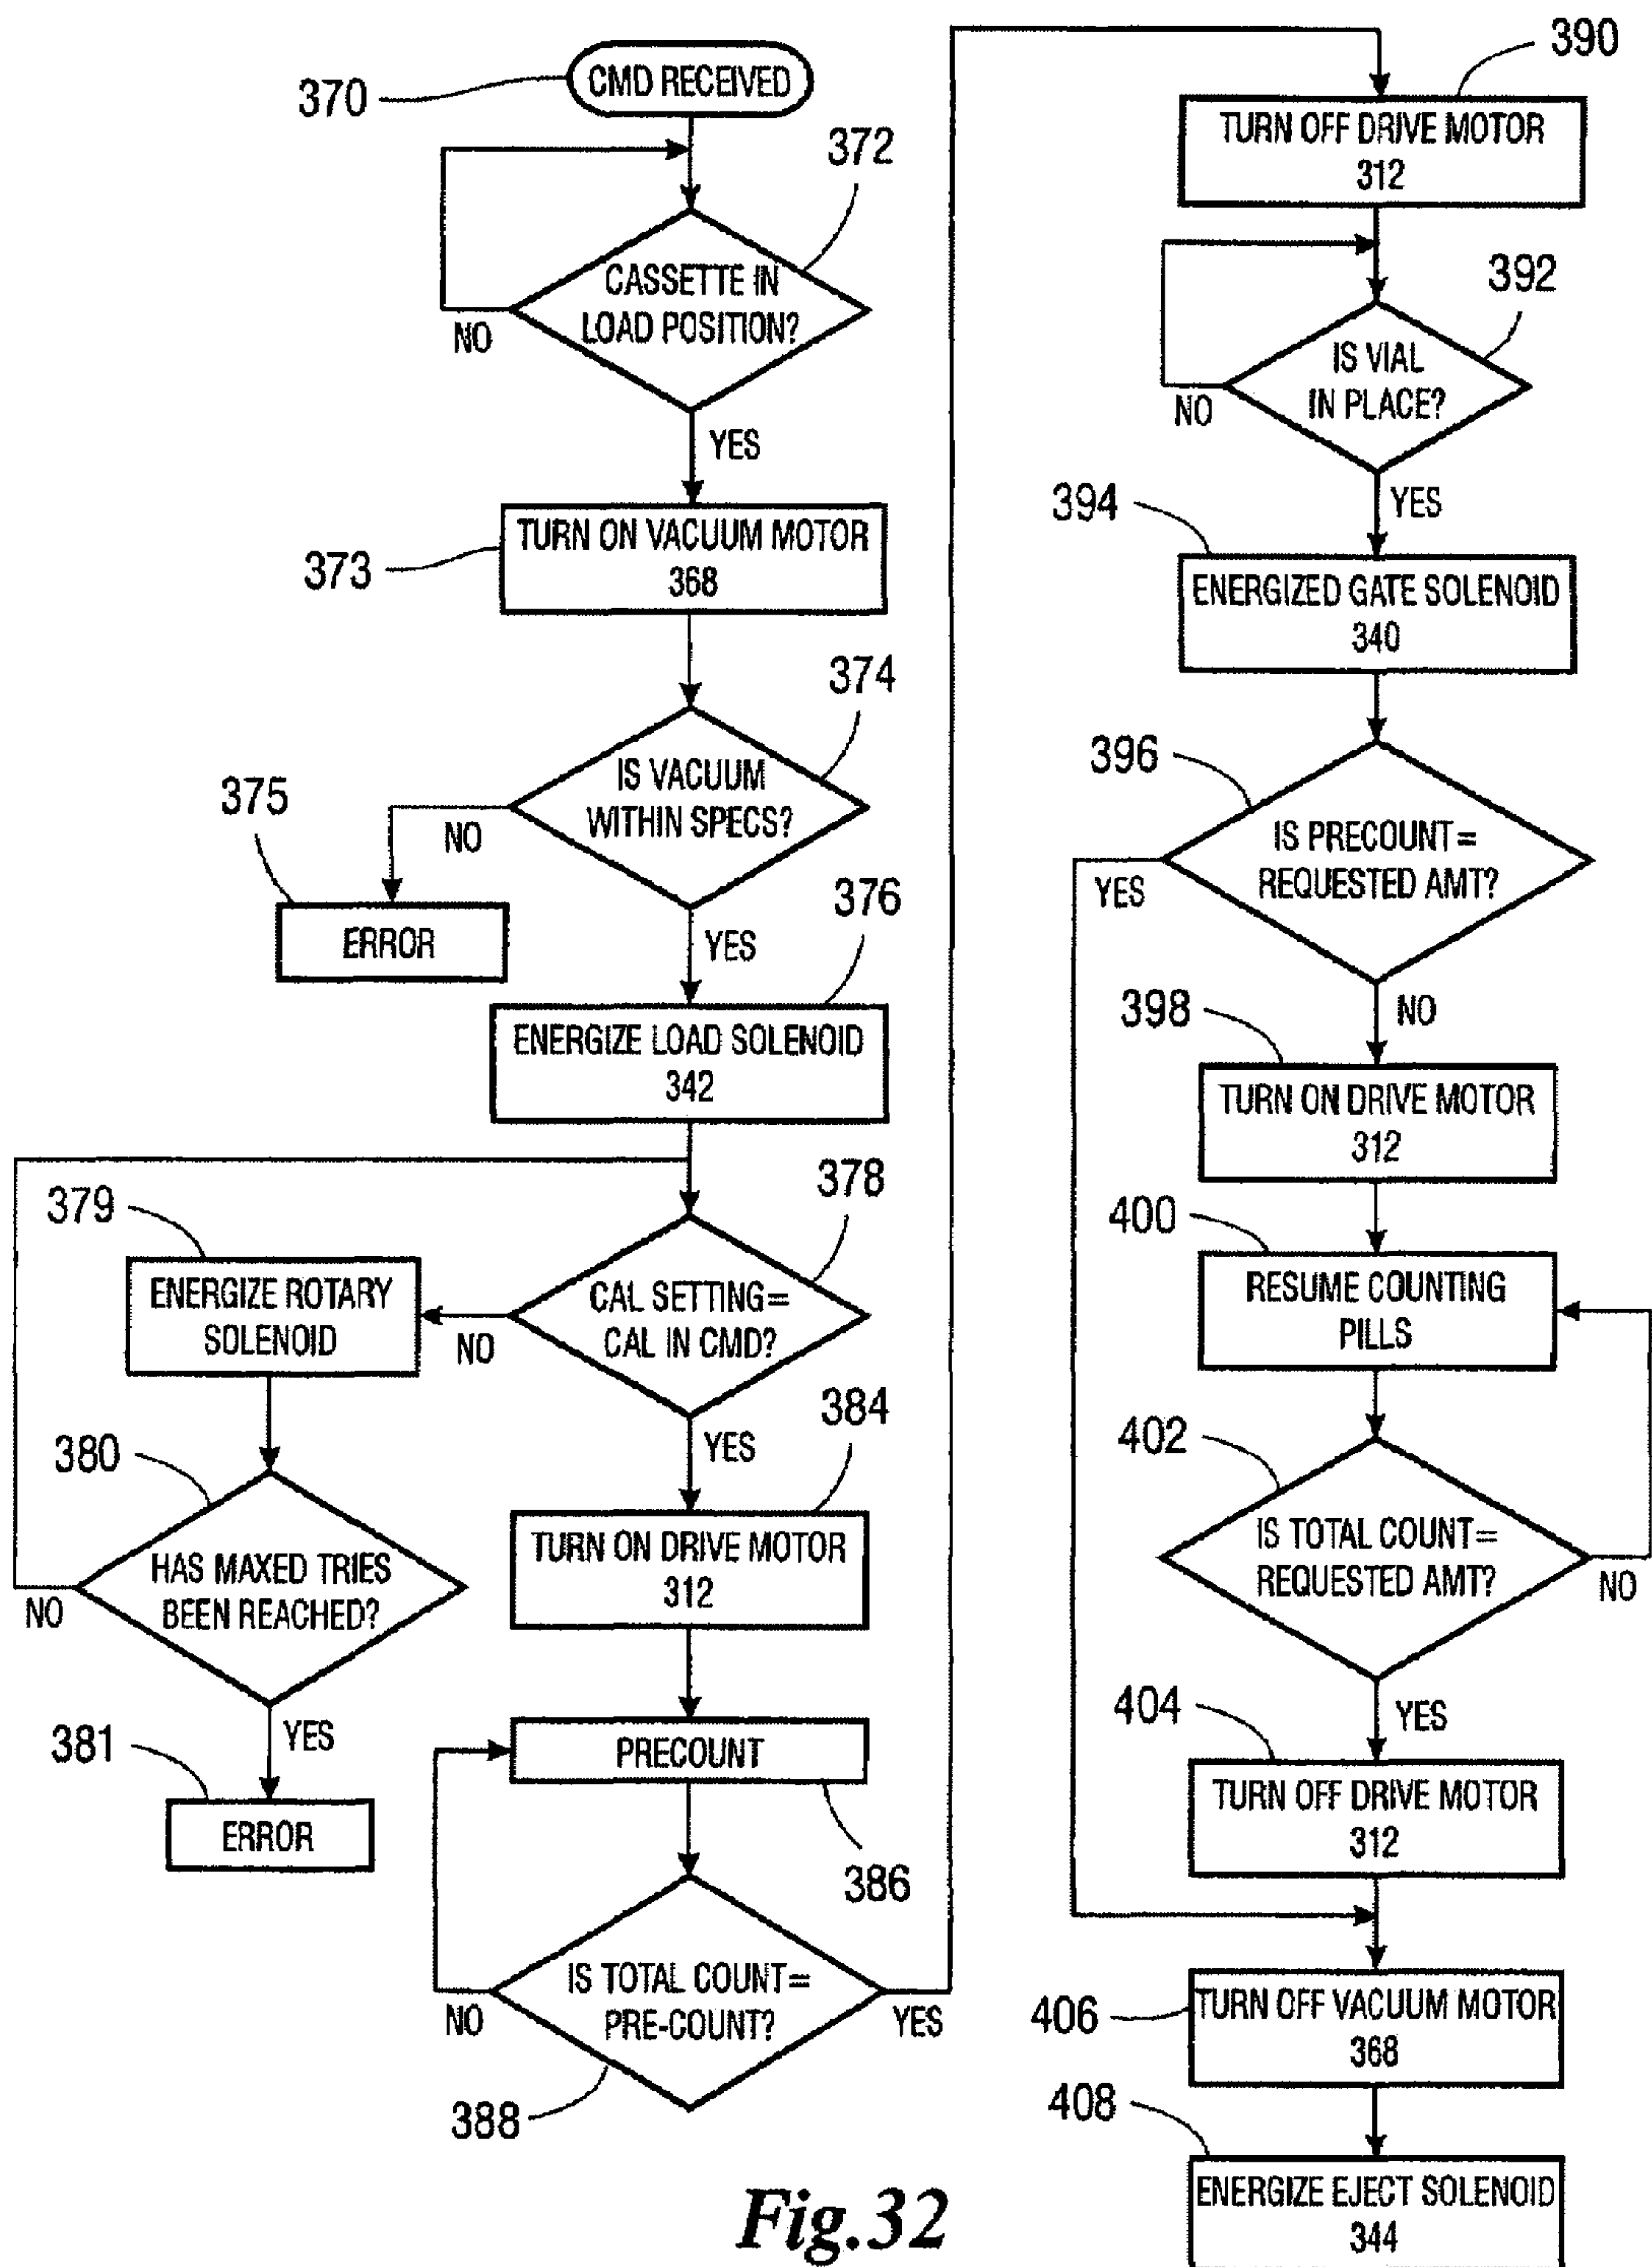 370
CMD RECEIVED
372
CASSETTE IN
LOAD POSITION?
NO
YES
373
TURN ON VACUUM MOTOR
368
374
IS VACUUM
WITHIN SPECS?
NO
375
ERROR
YES
376
ENERGIZE LOAD SOLENOID
342
378
CAL SETTING=
CAL IN CMD?
NO
379
ENERGIZE ROTARY
SOLENOID
380
HAS MAXED TRIES
BEEN REACHED?
NO
YES
381
ERROR
YES
384
TURN ON DRIVE MOTOR
312
PRECOUNT
386
IS TOTAL COUNT=
PRE-COUNT?
NO
YES
388
390
TURN OFF DRIVE MOTOR
312
392
IS VIAL
IN PLACE?
NO
YES
394
ENERGIZED GATE SOLENOID
340
396
IS PRECOUNT=
REQUESTED AMT?
YES
NO
398
TURN ON DRIVE MOTOR
312
400
RESUME COUNTING
PILLS
402
IS TOTAL COUNT=
REQUESTED AMT?
NO
YES
404
TURN OFF DRIVE MOTOR
312
406
TURN OFF VACUUM MOTOR
368
408
ENERGIZE EJECT SOLENOID
344
Fig.32